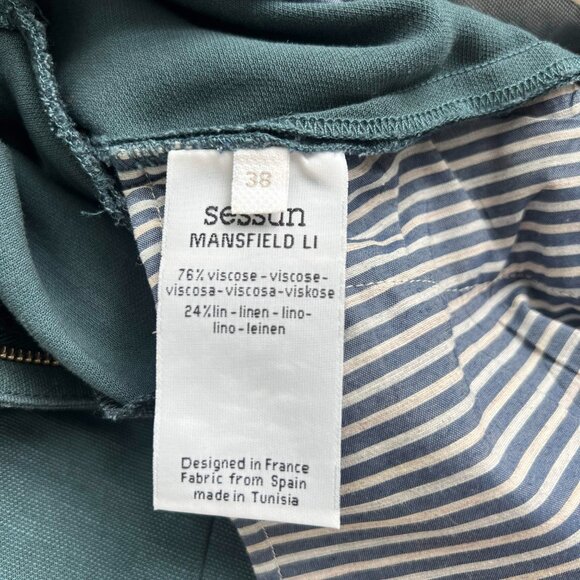 38
sessùn
MANSFIELD LI
76% viscose - viscose-
viscosa-viscosa-viskose
24%lin - linen - lino-
lino-leinen
Designed in France
Fabric from Spain
made in Tunisia